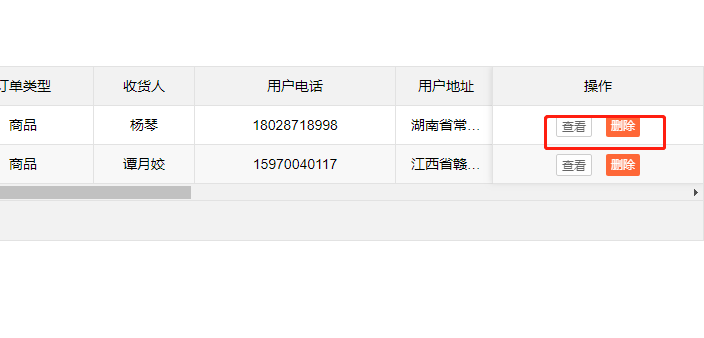 订单类型 收货人 用户电话 用户地址 操作
商品 杨琴 18028718998 湖南省常... 查看 删除
商品 谭月姣 15970040117 江西省赣... 查看 删除